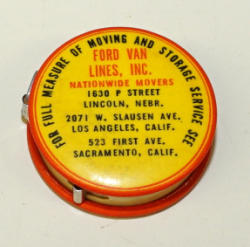 FOR FULL MEASURE OF MOVING AND STORAGE SERVICE SEE
FORD VAN
LINES, INC.
NATIONWIDE MOVERS
1630 P STREET
LINCOLN, NEBR.
2071 W. SLAUSEN AVE.
LOS ANGELES, CALIF.
523 FIRST AVE.
SACRAMENTO, CALIF.